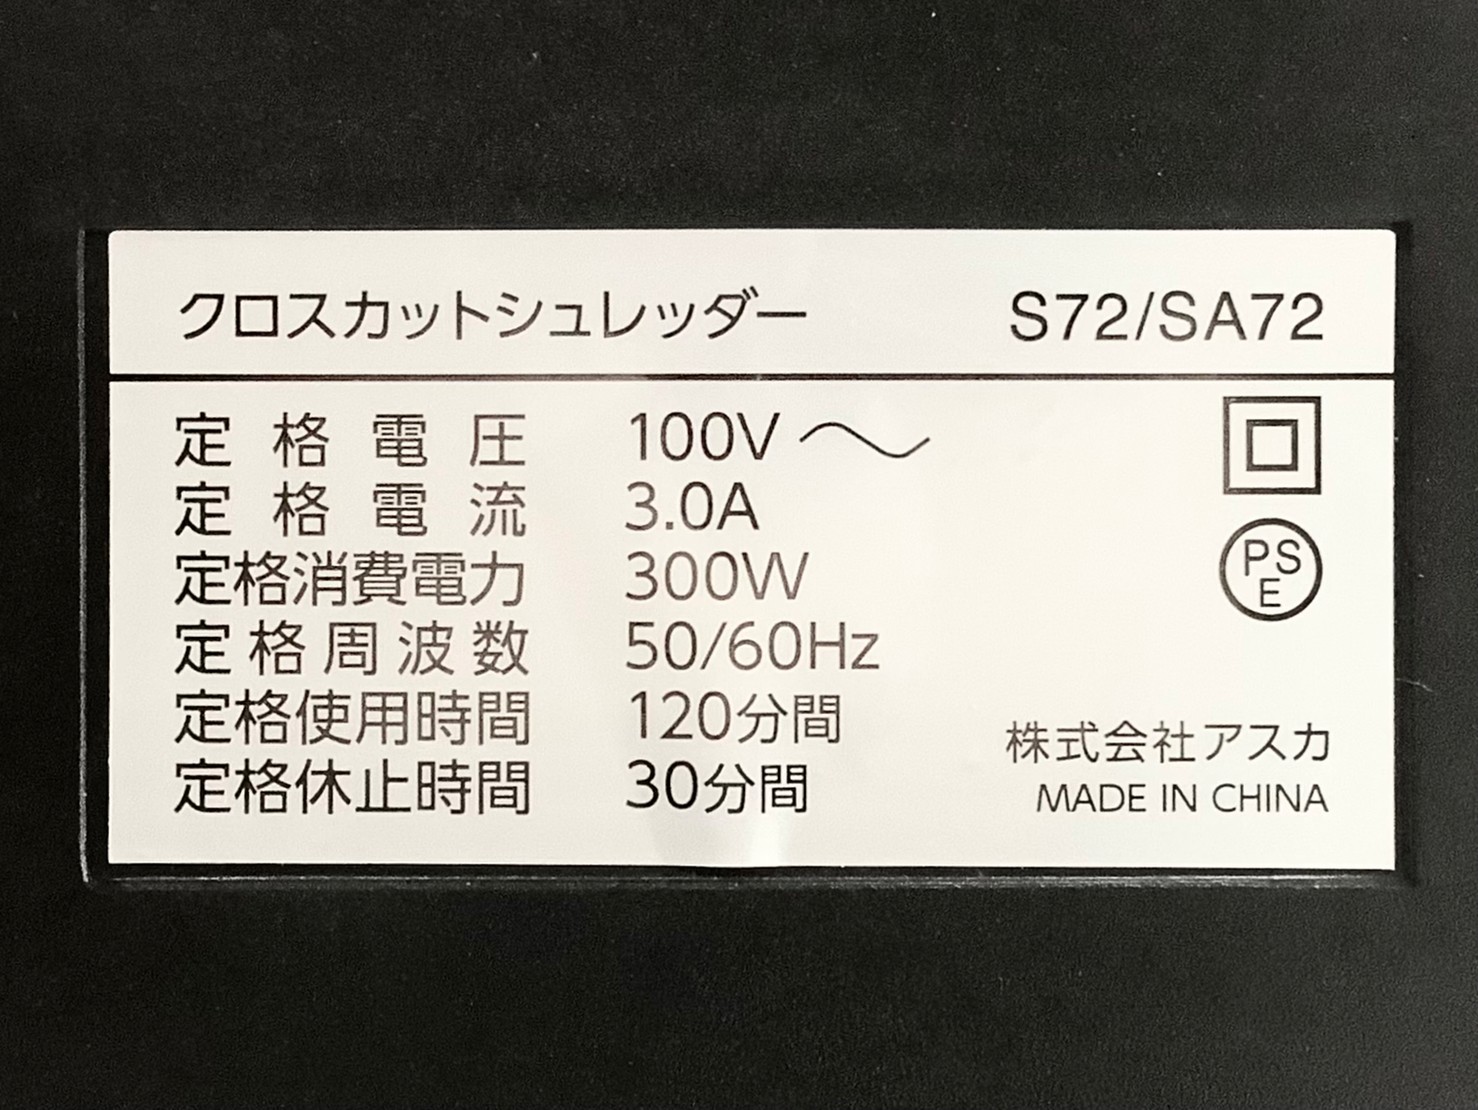 クロスカットシュレッダー S72/SA72
定格電圧 100V〜
定格電流 3.0A
定格消費電力 300W
定格周波数 50/60Hz
定格使用時間 120分間
定格休止時間 30分間
PS
E
株式会社アスカ
MADE IN CHINA